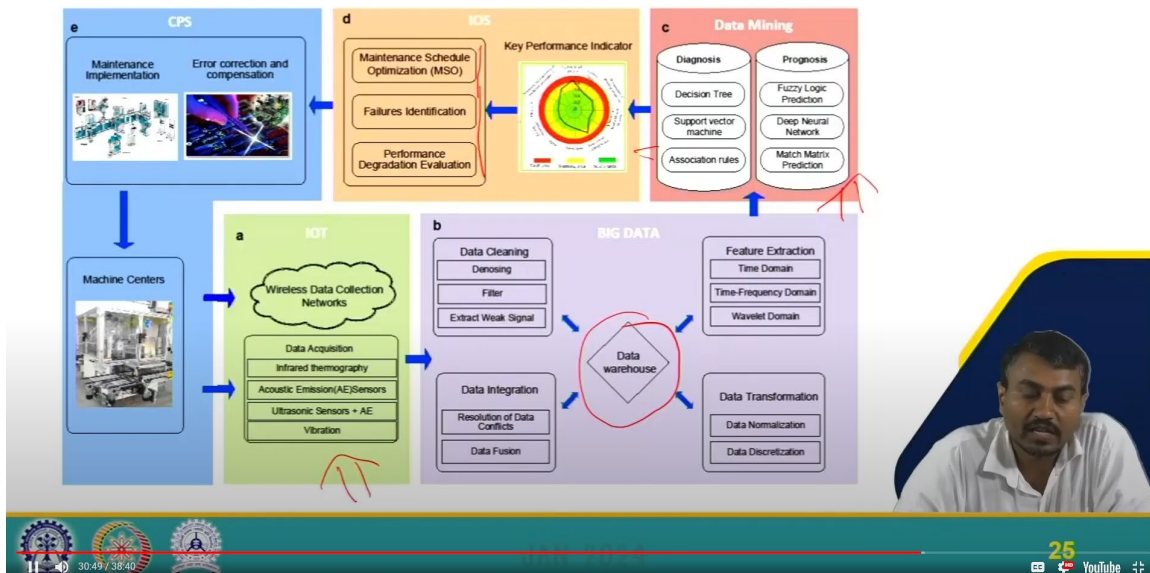 e
CPS
Maintenance
Implementation
Error correction and
compensation
d
IOS
Maintenance Schedule
Optimization (MSO)
Failures Identification
Performance
Degradation Evaluation
Key Performance Indicator
c
Data Mining
Diagnosis
Decision Tree
Support vector
machine
Association rules
Prognosis
Fuzzy Logic
Prediction
Deep Neural
Network
Match Matrix
Prediction
Machine Centers
a
IOT
Wireless Data Collection
Networks
Data Acquisition
Infrared thermography
Acoustic Emission(AE)Sensors
Ultrasonic Sensors + AE
Vibration
b
BIG DATA
Data Cleaning
Denosing
Filter
Extract Weak Signal
Feature Extraction
Time Domain
Time-Frequency Domain
Wavelet Domain
Data
warehouse
Data Integration
Resolution of Data
Conflicts
Data Fusion
Data Transformation
Data Normalization
Data Discretization
25
30:49 / 38:40
CC
HD
YouTube